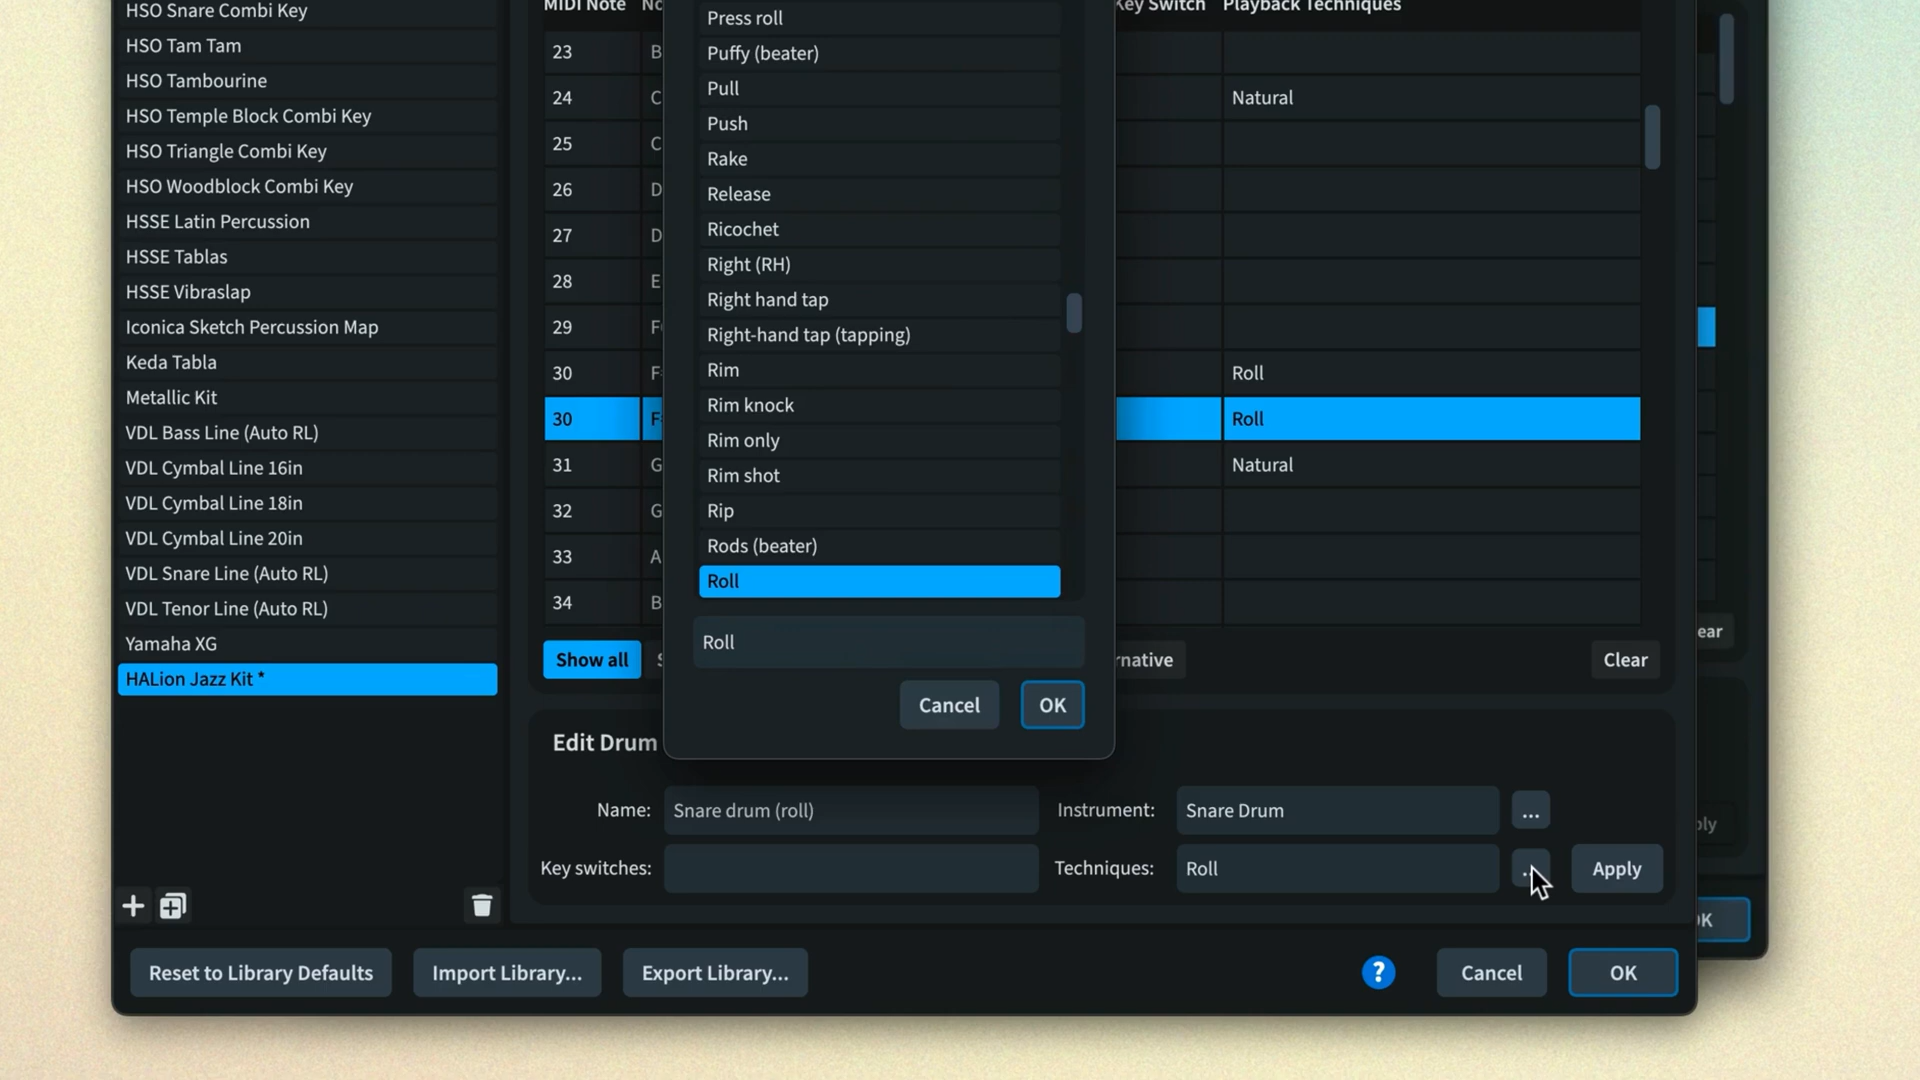 HSO Snare Combi Key
HSO Tam Tam
HSO Tambourine
HSO Temple Block Combi Key
HSO Triangle Combi Key
HSO Woodblock Combi Key
HSSE Latin Percussion
HSSE Tablas
HSSE Vibraslap
Iconica Sketch Percussion Map
Keda Tabla
Metallic Kit
VDL Bass Line (Auto RL)
VDL Cymbal Line 16in
VDL Cymbal Line 18in
VDL Cymbal Line 20in
VDL Snare Line (Auto RL)
VDL Tenor Line (Auto RL)
Yamaha XG
HALion Jazz Kit *
MIDI Note No Key Switch Playback Techniques
23 B
24 C Natural
25 C
26 D
27 D
28 E
29 F
30 F Roll
30 F Roll
31 G Natural
32 G
33 A
34 B
Press roll
Puffy (beater)
Pull
Push
Rake
Release
Ricochet
Right (RH)
Right hand tap
Right-hand tap (tapping)
Rim
Rim knock
Rim only
Rim shot
Rip
Rods (beater)
Roll
Roll
Cancel OK
Show all S rnative Clear
ear
Edit Drum
Name: Snare drum (roll) Instrument: Snare Drum ...
Key switches: Techniques: Roll Apply
ply
OK
Reset to Library Defaults Import Library... Export Library... ? Cancel OK